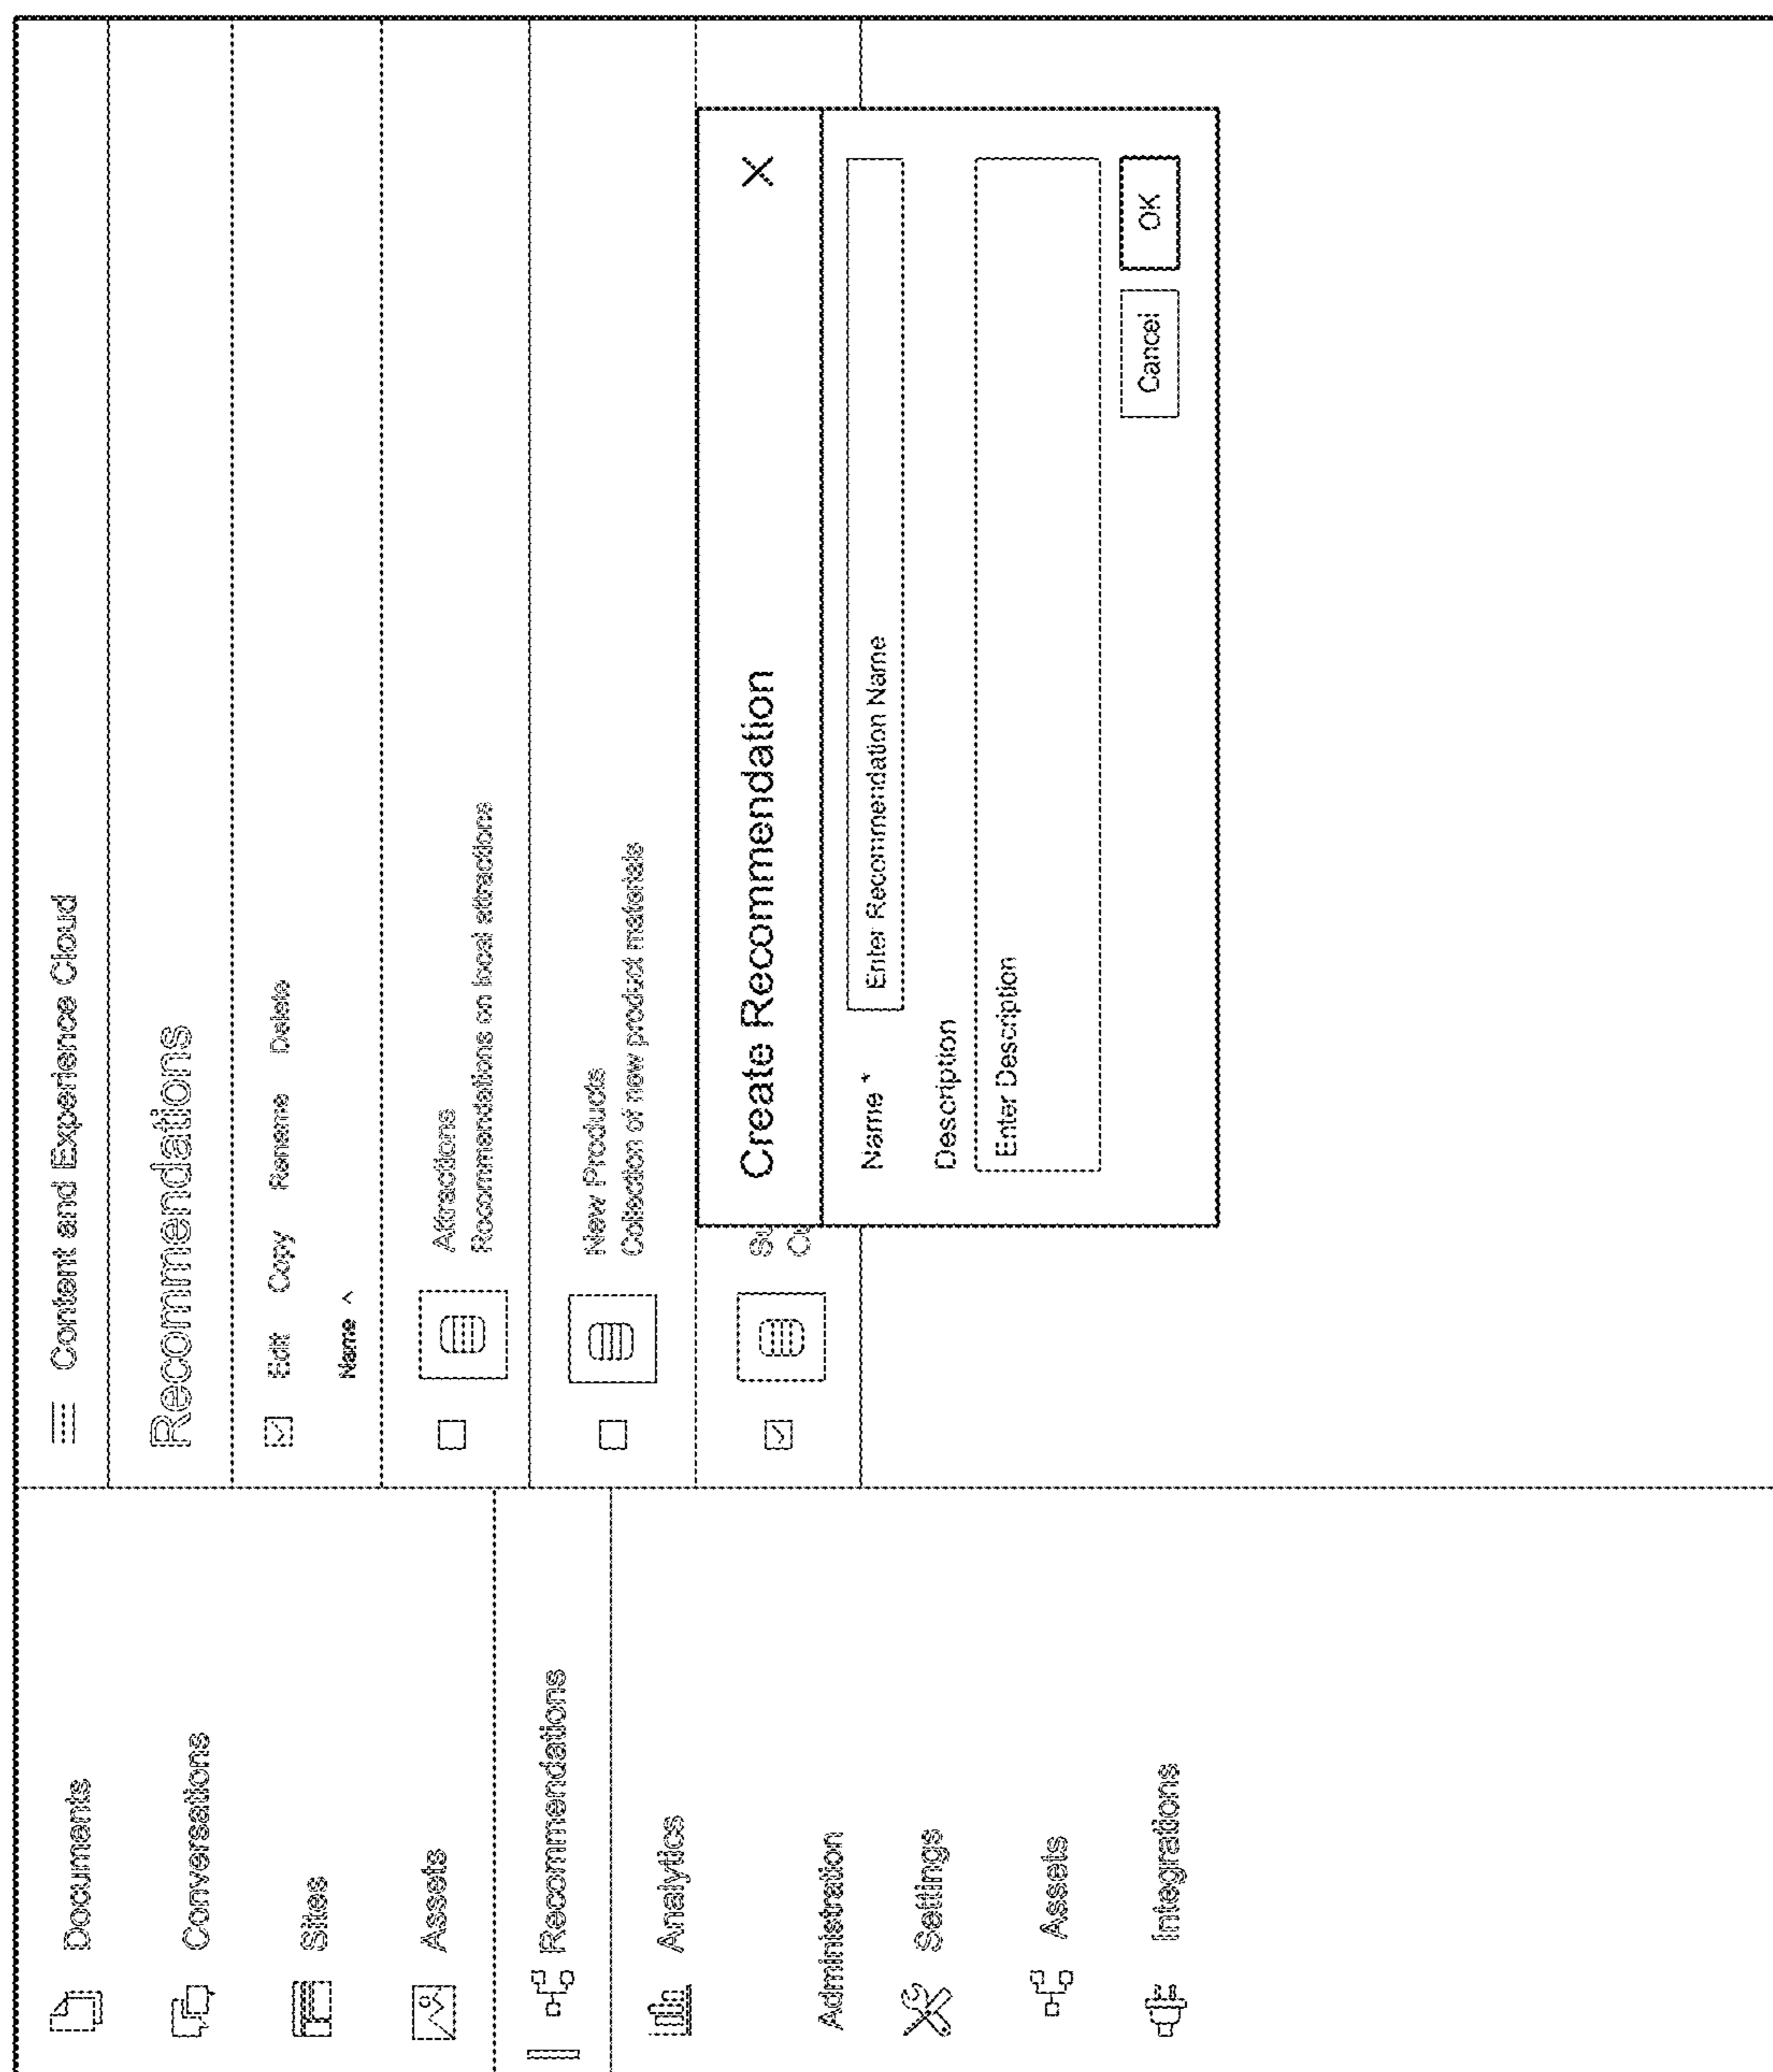 Documents
Conversations
Sites
Assets
Recommendations
Analytics
Administration
Settings
Assets
Integrations
Content and Experience Cloud
Recommendations
Edit Copy Rename Delete
Name ^
Attractions
Recommendations on local attractions
New Products
Collection of new product materials
Create Recommendation X
Name * Enter Recommendation Name
Description
Enter Description
Cancel OK